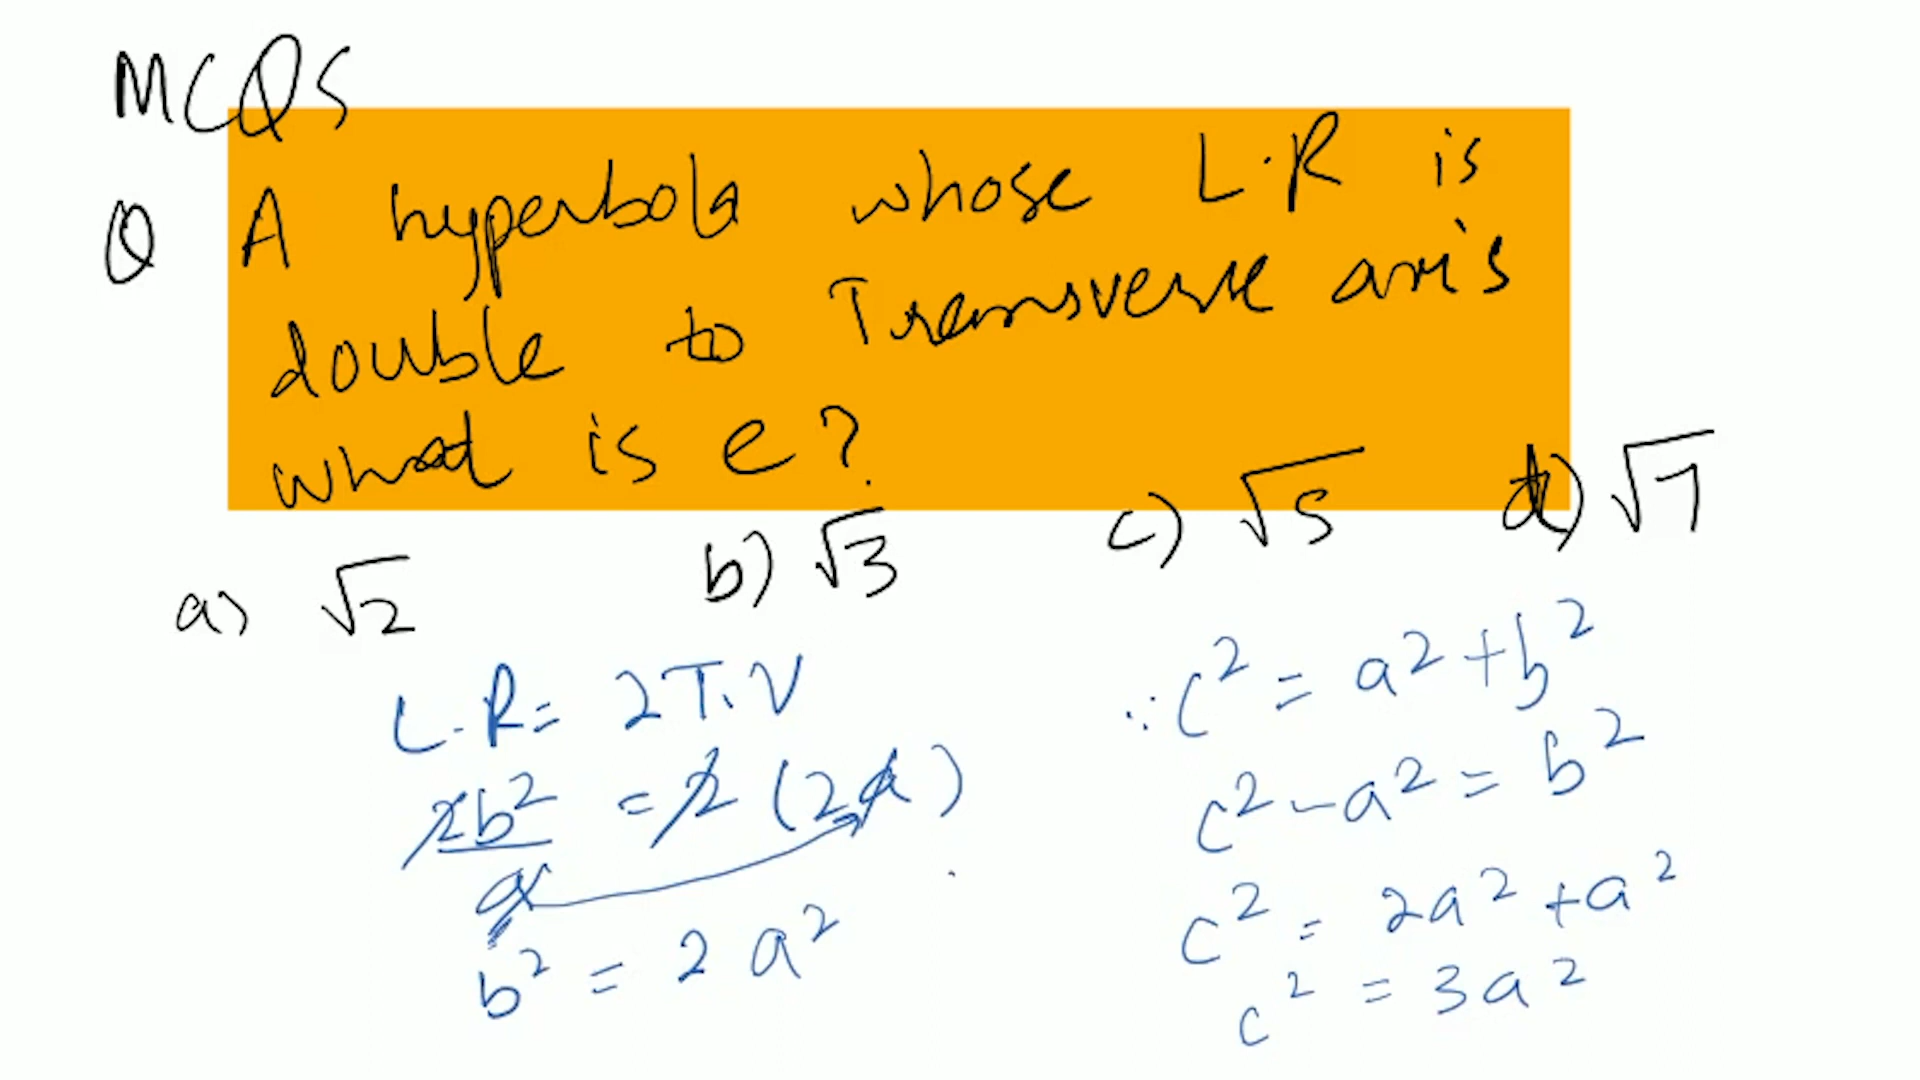 MCQS
Q A hyperbola whose L.R is
double to Transverse axis
what is e?
a) √2 b) √3 c) √5 d) √7
L.R = 2T.V
2b²/a = 2(2a)
b² = 2a²
∵ c² = a² + b²
c² - a² = b²
c² = 2a² + a²
c² = 3a²